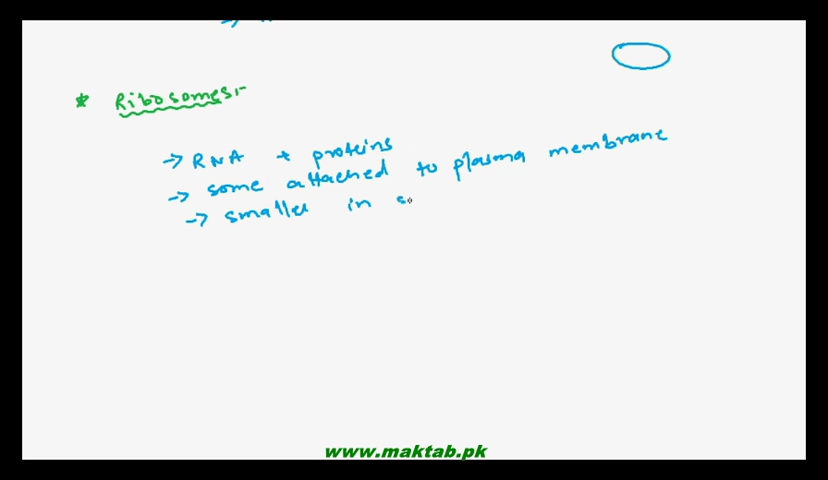 * Ribosomes:-
→ RNA + proteins
→ some attached to plasma membrane
→ smaller in s
www.maktab.pk